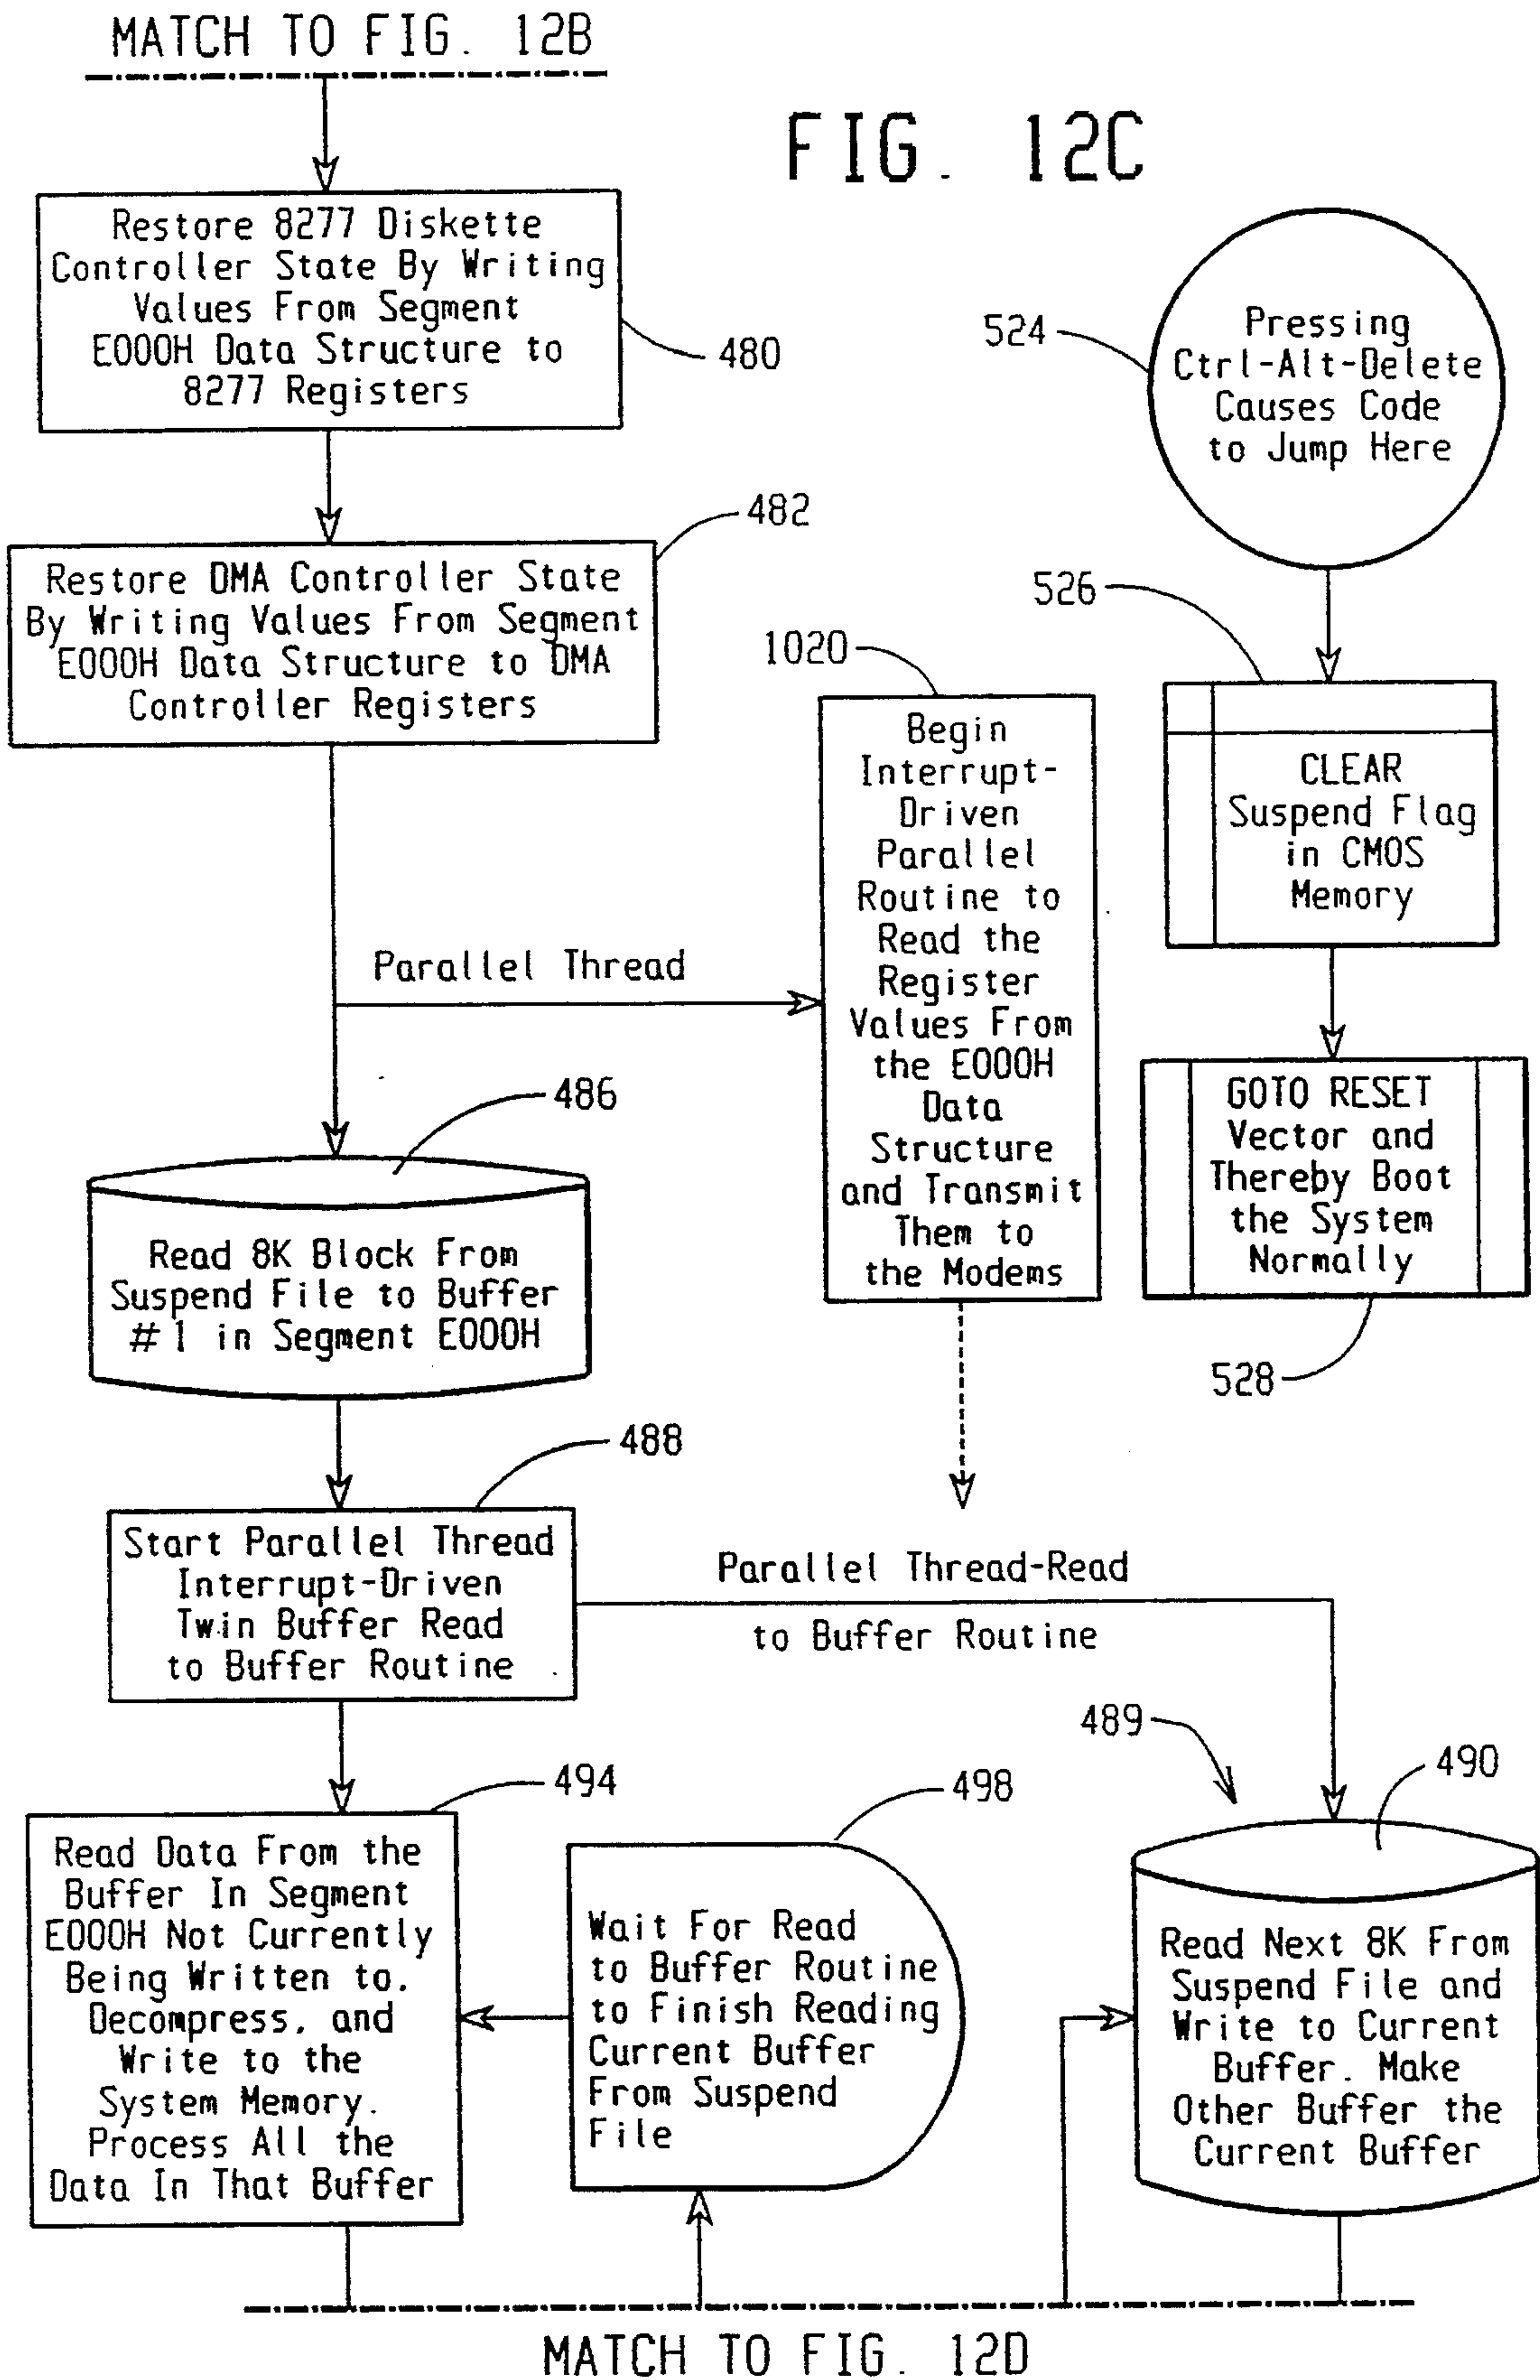 MATCH TO FIG. 12B
FIG. 12C
Restore 8277 Diskette
Controller State By Writing
Values From Segment
E000H Data Structure to
8277 Registers
480
524
Pressing
Ctrl-Alt-Delete
Causes Code
to Jump Here
482
Restore DMA Controller State
By Writing Values From Segment
E000H Data Structure to DMA
Controller Registers
526
CLEAR
Suspend Flag
in CMOS
Memory
1020
Begin
Interrupt-
Driven
Parallel
Routine to
Read the
Register
Values From
the E000H
Data
Structure
and Transmit
Them to
the Modems
Parallel Thread
GOTO RESET
Vector and
Thereby Boot
the System
Normally
528
486
Read 8K Block From
Suspend File to Buffer
#1 in Segment E000H
488
Start Parallel Thread
Interrupt-Driven
Twin Buffer Read
to Buffer Routine
Parallel Thread-Read
to Buffer Routine
494
Read Data From the
Buffer In Segment
E000H Not Currently
Being Written to.
Decompress, and
Write to the
System Memory.
Process All the
Data In That Buffer
498
Wait For Read
to Buffer Routine
to Finish Reading
Current Buffer
From Suspend
File
489
490
Read Next 8K From
Suspend File and
Write to Current
Buffer. Make
Other Buffer the
Current Buffer
MATCH TO FIG. 12D